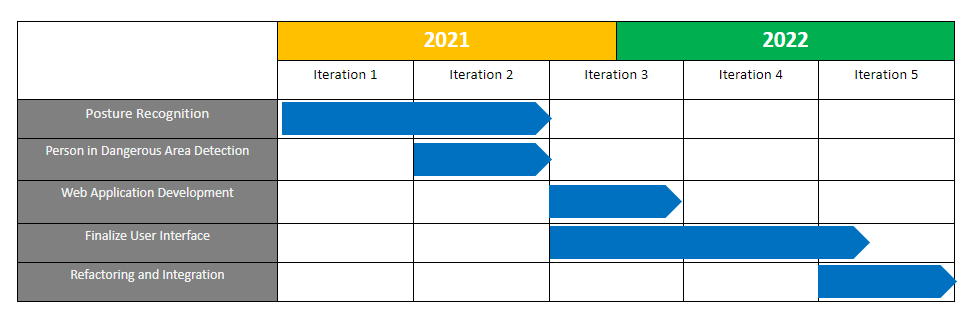 2021 2022
Iteration 1 Iteration 2 Iteration 3 Iteration 4 Iteration 5
Posture Recognition
Person in Dangerous Area Detection
Web Application Development
Finalize User Interface
Refactoring and Integration